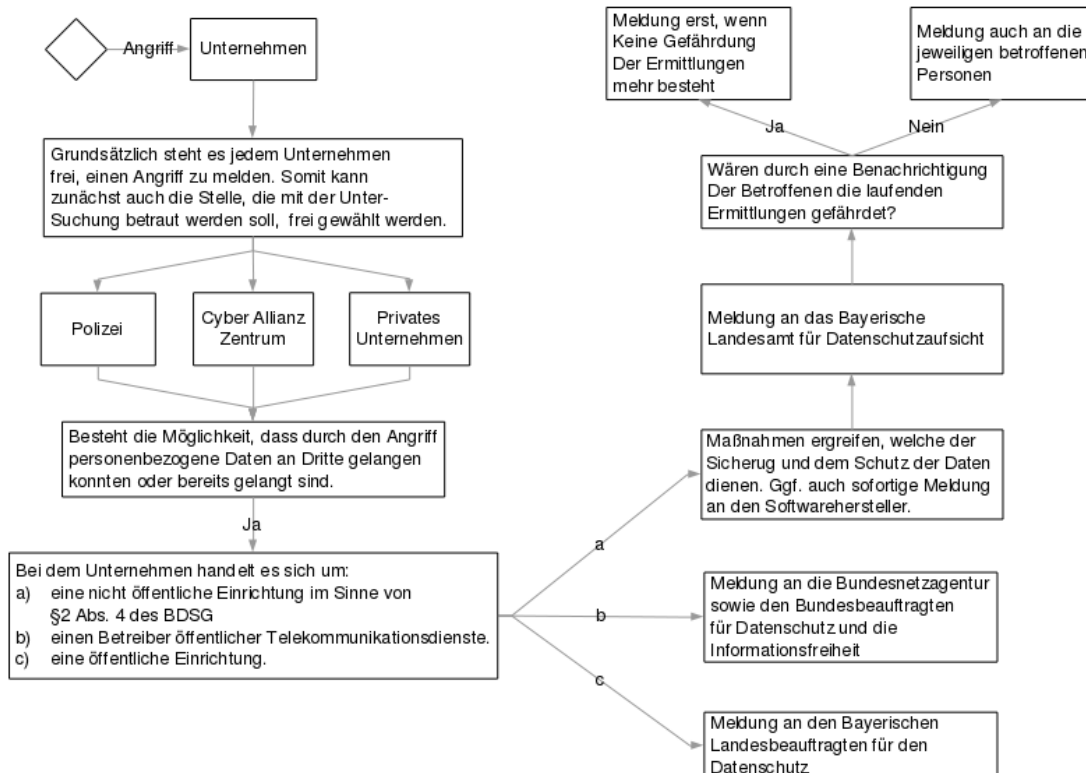 Angriff
Unternehmen
Grundsätzlich steht es jedem Unternehmen
frei, einen Angriff zu melden. Somit kann
zunächst auch die Stelle, die mit der Unter-
Suchung betraut werden soll, frei gewählt werden.
Polizei
Cyber Allianz
Zentrum
Privates
Unternehmen
Besteht die Möglichkeit, dass durch den Angriff
personenbezogene Daten an Dritte gelangen
konnten oder bereits gelangt sind.
Ja
Bei dem Unternehmen handelt es sich um:
a) eine nicht öffentliche Einrichtung im Sinne von
§2 Abs. 4 des BDSG
b) einen Betreiber öffentlicher Telekommunikationsdienste.
c) eine öffentliche Einrichtung.
a
Maßnahmen ergreifen, welche der
Sicherug und dem Schutz der Daten
dienen. Ggf. auch sofortige Meldung
an den Softwarehersteller.
Meldung an das Bayerische
Landesamt für Datenschutzaufsicht
Wären durch eine Benachrichtigung
Der Betroffenen die laufenden
Ermittlungen gefährdet?
Ja
Meldung erst, wenn
Keine Gefährdung
Der Ermittlungen
mehr besteht
Nein
Meldung auch an die
jeweiligen betroffenen
Personen
b
Meldung an die Bundesnetzagentur
sowie den Bundesbeauftragten
für Datenschutz und die
Informationsfreiheit
c
Meldung an den Bayerischen
Landesbeauftragten für den
Datenschutz